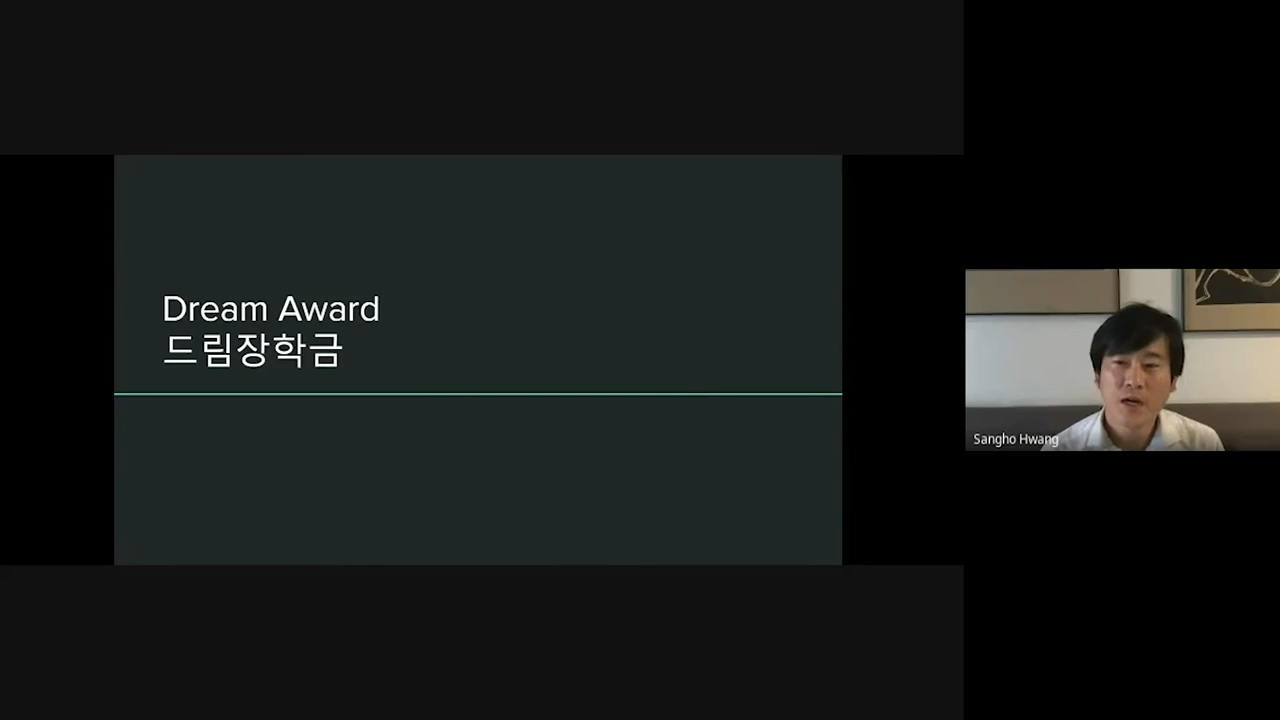 Dream Award
드림장학금
Sangho Hwang